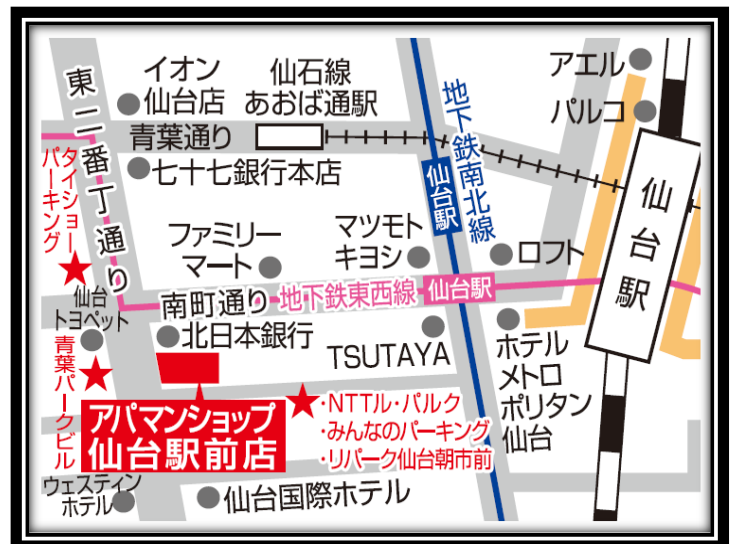 東二番丁通り
イオン
仙台店
仙石線
あおば通駅
アエル
パルコ
青葉通り
七十七銀行本店
地下鉄南北線
仙台駅
仙台駅
タイショー
パーキング
ファミリー
マート
マツモト
キヨシ
ロフト
南町通り
地下鉄東西線
仙台駅
仙台
トヨペット
北日本銀行
TSUTAYA
ホテル
メトロ
ポリタン
仙台
青葉パークビル
アパマンショップ
仙台駅前店
・NTTル・パルク
・みんなのパーキング
・リパーク仙台朝市前
ウェスティン
ホテル
仙台国際ホテル